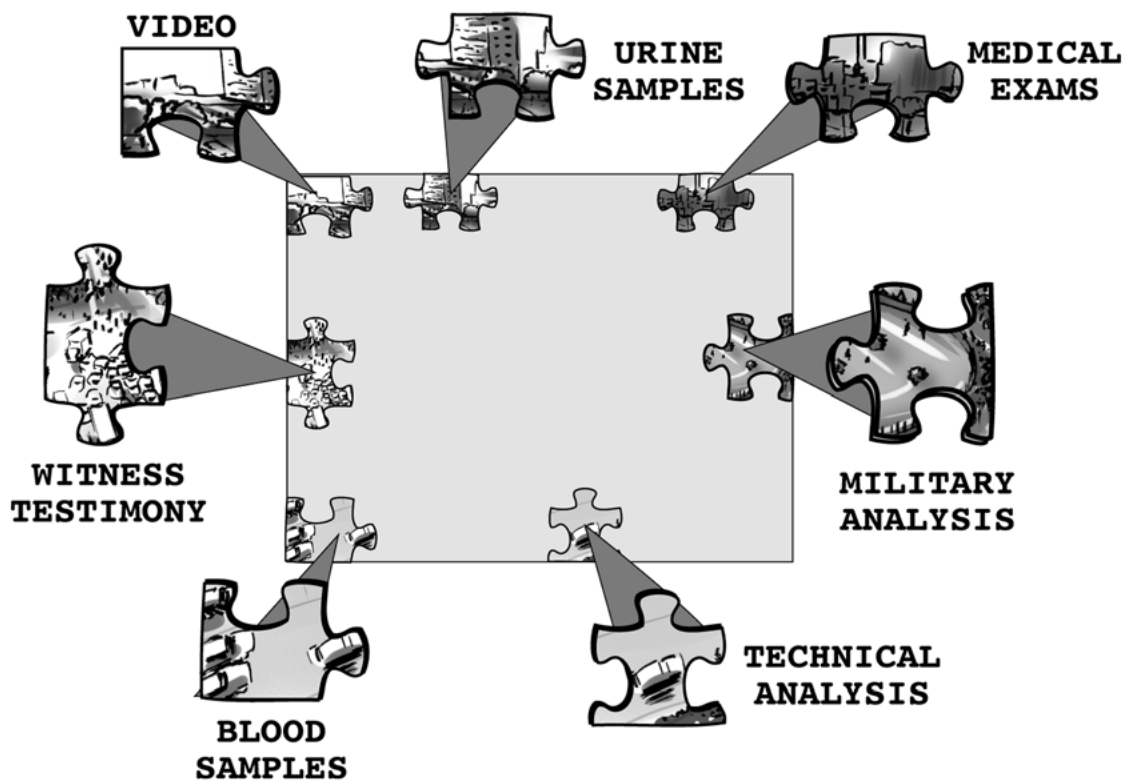 VIDEO
URINE
SAMPLES
MEDICAL
EXAMS
WITNESS
TESTIMONY
MILITARY
ANALYSIS
BLOOD
SAMPLES
TECHNICAL
ANALYSIS